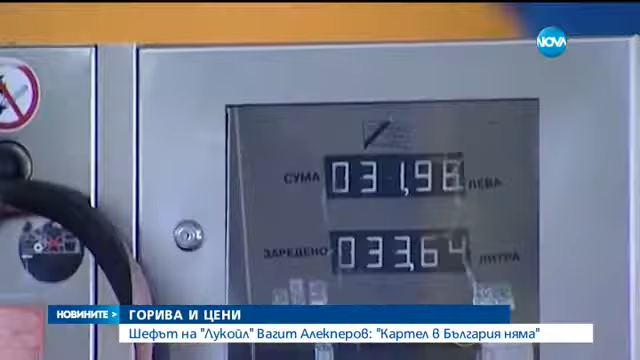 NOVA
СУМА 031,96 ЛЕВА
ЗАРЕДЕНО 033,64 ЛИТРА
НОВИНИТЕ > ГОРИВА И ЦЕНИ
Шефът на "Лукойл" Вагит Алекперов: "Картел в България няма"